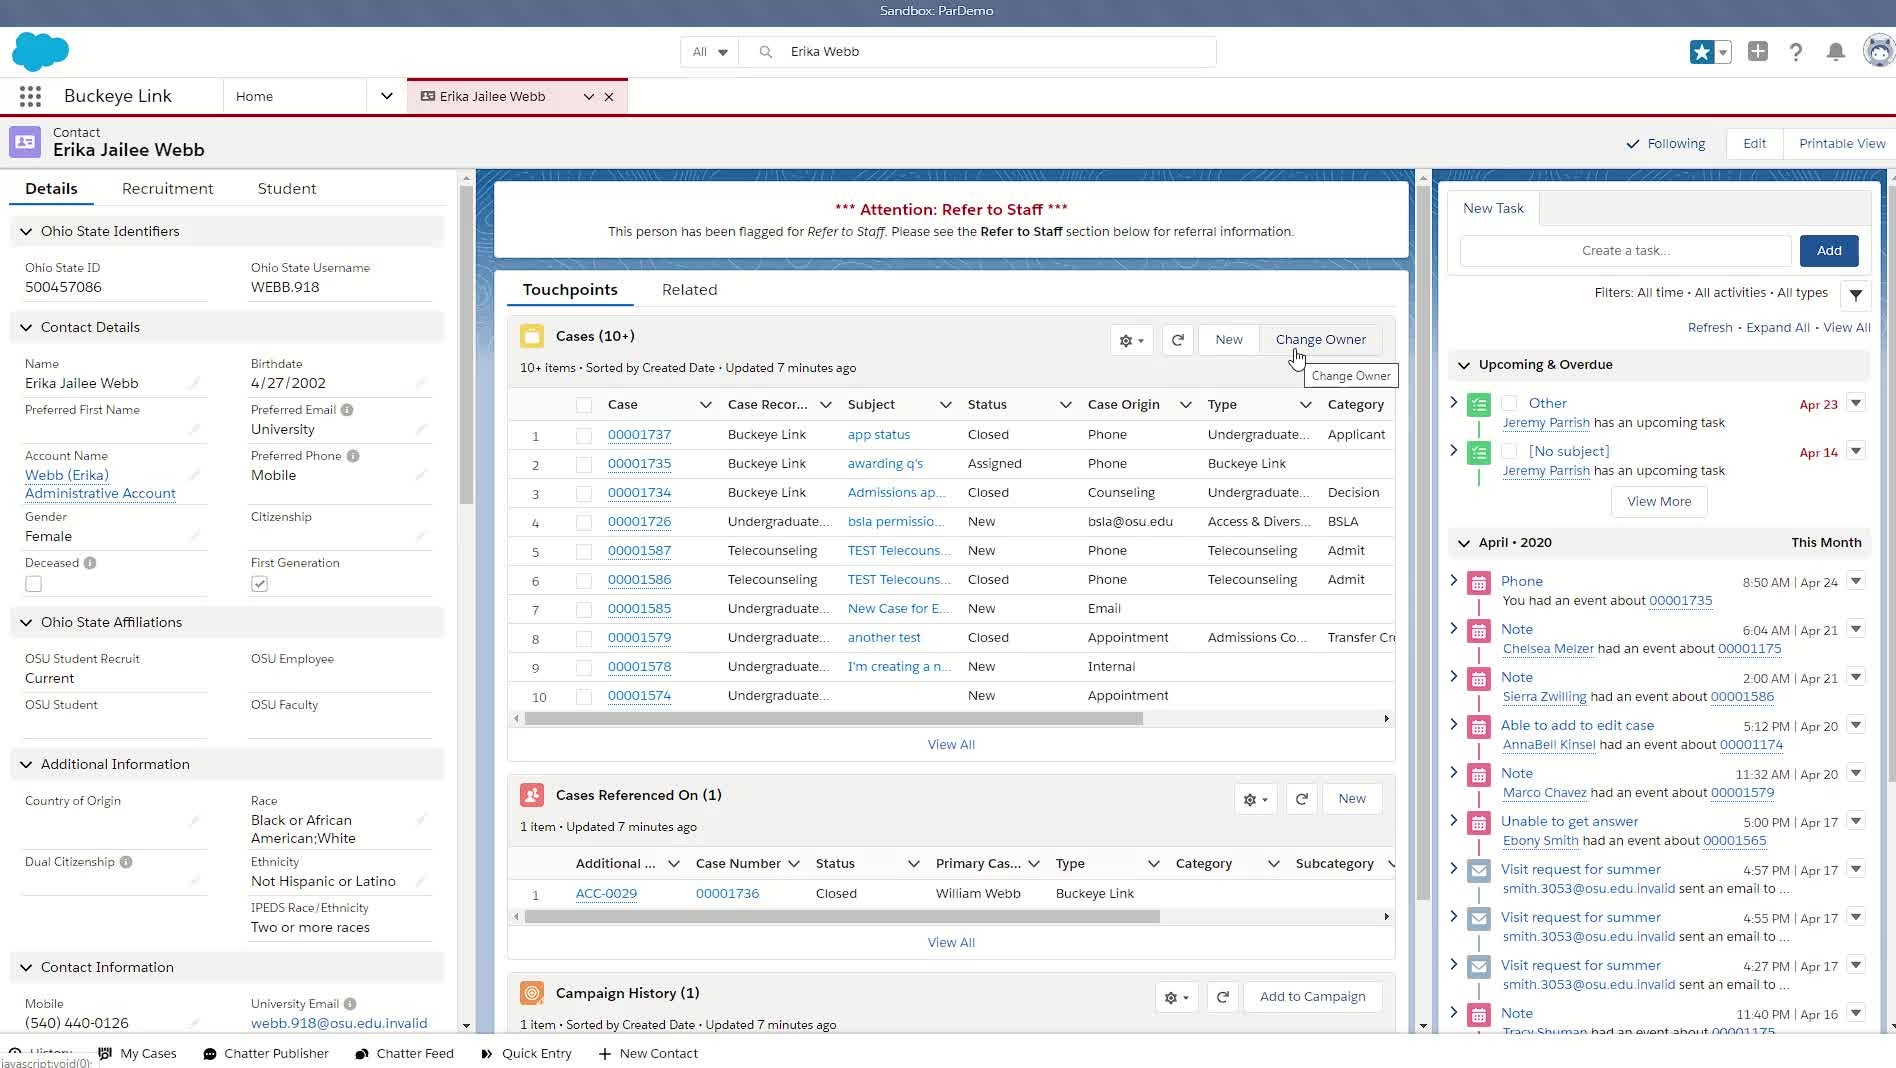 Sandbox: ParDemo
All
Erika Webb
Buckeye Link
Home
Erika Jailee Webb
Contact
Erika Jailee Webb
Following
Edit
Printable View
Details
Recruitment
Student
Ohio State Identifiers
Ohio State ID
500457086
Ohio State Username
WEBB.918
Contact Details
Name
Erika Jailee Webb
Birthdate
4/27/2002
Preferred First Name
Preferred Email
University
Account Name
Webb (Erika)
Administrative Account
Preferred Phone
Mobile
Gender
Female
Citizenship
Deceased
First Generation
Ohio State Affiliations
OSU Student Recruit
Current
OSU Employee
OSU Student
OSU Faculty
Additional Information
Country of Origin
Race
Black or African
American;White
Dual Citizenship
Ethnicity
Not Hispanic or Latino
IPEDS Race/Ethnicity
Two or more races
Contact Information
Mobile
(540) 440-0126
University Email
webb.918@osu.edu.invalid
*** Attention: Refer to Staff ***
This person has been flagged for Refer to Staff. Please see the Refer to Staff section below for referral information.
Touchpoints
Related
Cases (10+)
New
Change Owner
10+ items • Sorted by Created Date • Updated 7 minutes ago
Change Owner
Case Case Recor... Subject Status Case Origin Type Category
1 00001737 Buckeye Link app status Closed Phone Undergraduate... Applicant
2 00001735 Buckeye Link awarding q's Assigned Phone Buckeye Link
3 00001734 Buckeye Link Admissions ap... Closed Counseling Undergraduate... Decision
4 00001726 Undergraduate... bsla permissio... New bsla@osu.edu Access & Divers... BSLA
5 00001587 Telecounseling TEST Telecouns... New Phone Telecounseling Admit
6 00001586 Telecounseling TEST Telecouns... Closed Phone Telecounseling Admit
7 00001585 Undergraduate... New Case for E... New Email
8 00001579 Undergraduate... another test Closed Appointment Admissions Co... Transfer Cr
9 00001578 Undergraduate... I'm creating a n... New Internal
10 00001574 Undergraduate... New Appointment
View All
Cases Referenced On (1)
New
1 item • Updated 7 minutes ago
Additional ... Case Number Status Primary Cas... Type Category Subcategory
1 ACC-0029 00001736 Closed William Webb Buckeye Link
View All
Campaign History (1)
Add to Campaign
1 item • Sorted by Created Date • Updated 7 minutes ago
New Task
Create a task...
Add
Filters: All time • All activities • All types
Refresh • Expand All • View All
Upcoming & Overdue
Other Apr 23
Jeremy Parrish has an upcoming task
[No subject] Apr 14
Jeremy Parrish has an upcoming task
View More
April • 2020 This Month
Phone 8:50 AM | Apr 24
You had an event about 00001735
Note 6:04 AM | Apr 21
Chelsea Melzer had an event about 00001175
Note 2:00 AM | Apr 21
Sierra Zwilling had an event about 00001586
Able to add to edit case 5:12 PM | Apr 20
AnnaBell Kinsel had an event about 00001174
Note 11:32 AM | Apr 20
Marco Chavez had an event about 00001579
Unable to get answer 5:00 PM | Apr 17
Ebony Smith had an event about 00001565
Visit request for summer 4:57 PM | Apr 17
smith.3053@osu.edu.invalid sent an email to ...
Visit request for summer 4:55 PM | Apr 17
smith.3053@osu.edu.invalid sent an email to ...
Visit request for summer 4:27 PM | Apr 17
smith.3053@osu.edu.invalid sent an email to ...
Note 11:40 PM | Apr 16
Tracy Shuman had an event about 00001175
History
My Cases
Chatter Publisher
Chatter Feed
Quick Entry
New Contact
javascript:void(0);